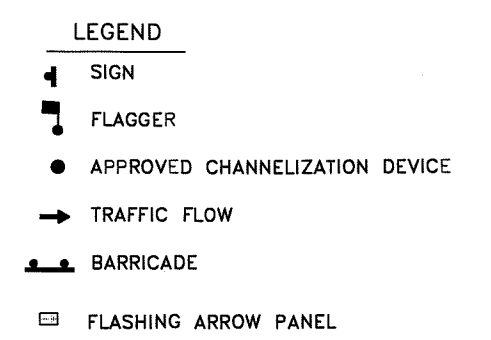 LEGEND
SIGN
FLAGGER
APPROVED CHANNELIZATION DEVICE
TRAFFIC FLOW
BARRICADE
FLASHING ARROW PANEL